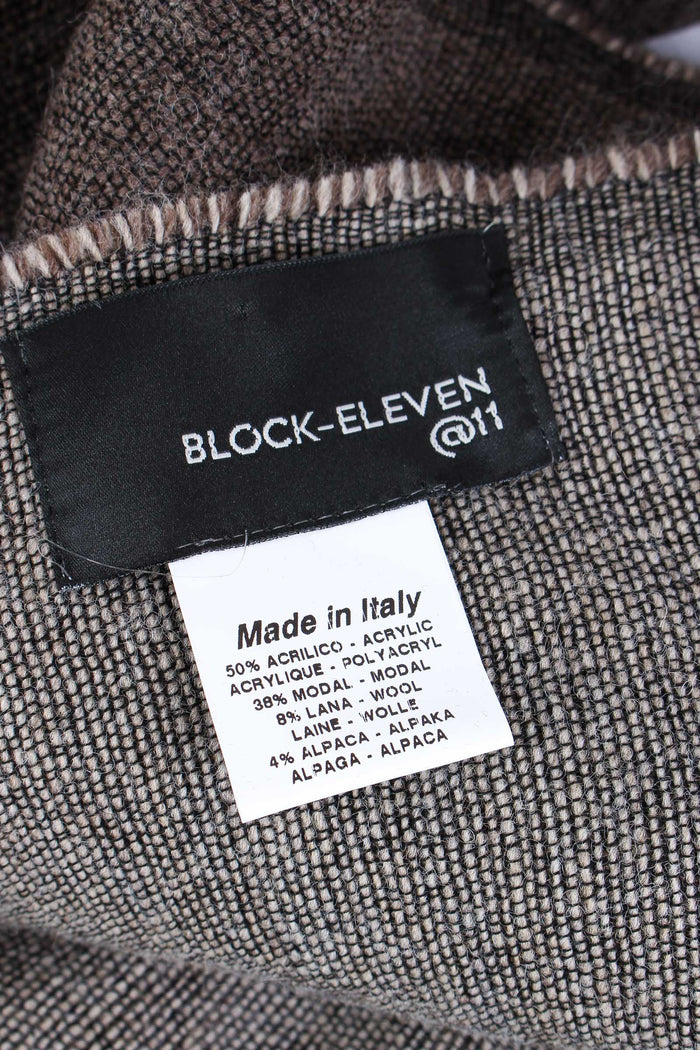 BLOCK-ELEVEN
@11
Made in Italy
50% ACRILICO - ACRYLIC
ACRYLIQUE - POLYACRYL
38% MODAL - MODAL
8% LANA - WOOL
LAINE - WOLLE
4% ALPACA - ALPAKA
ALPAGA - ALPACA